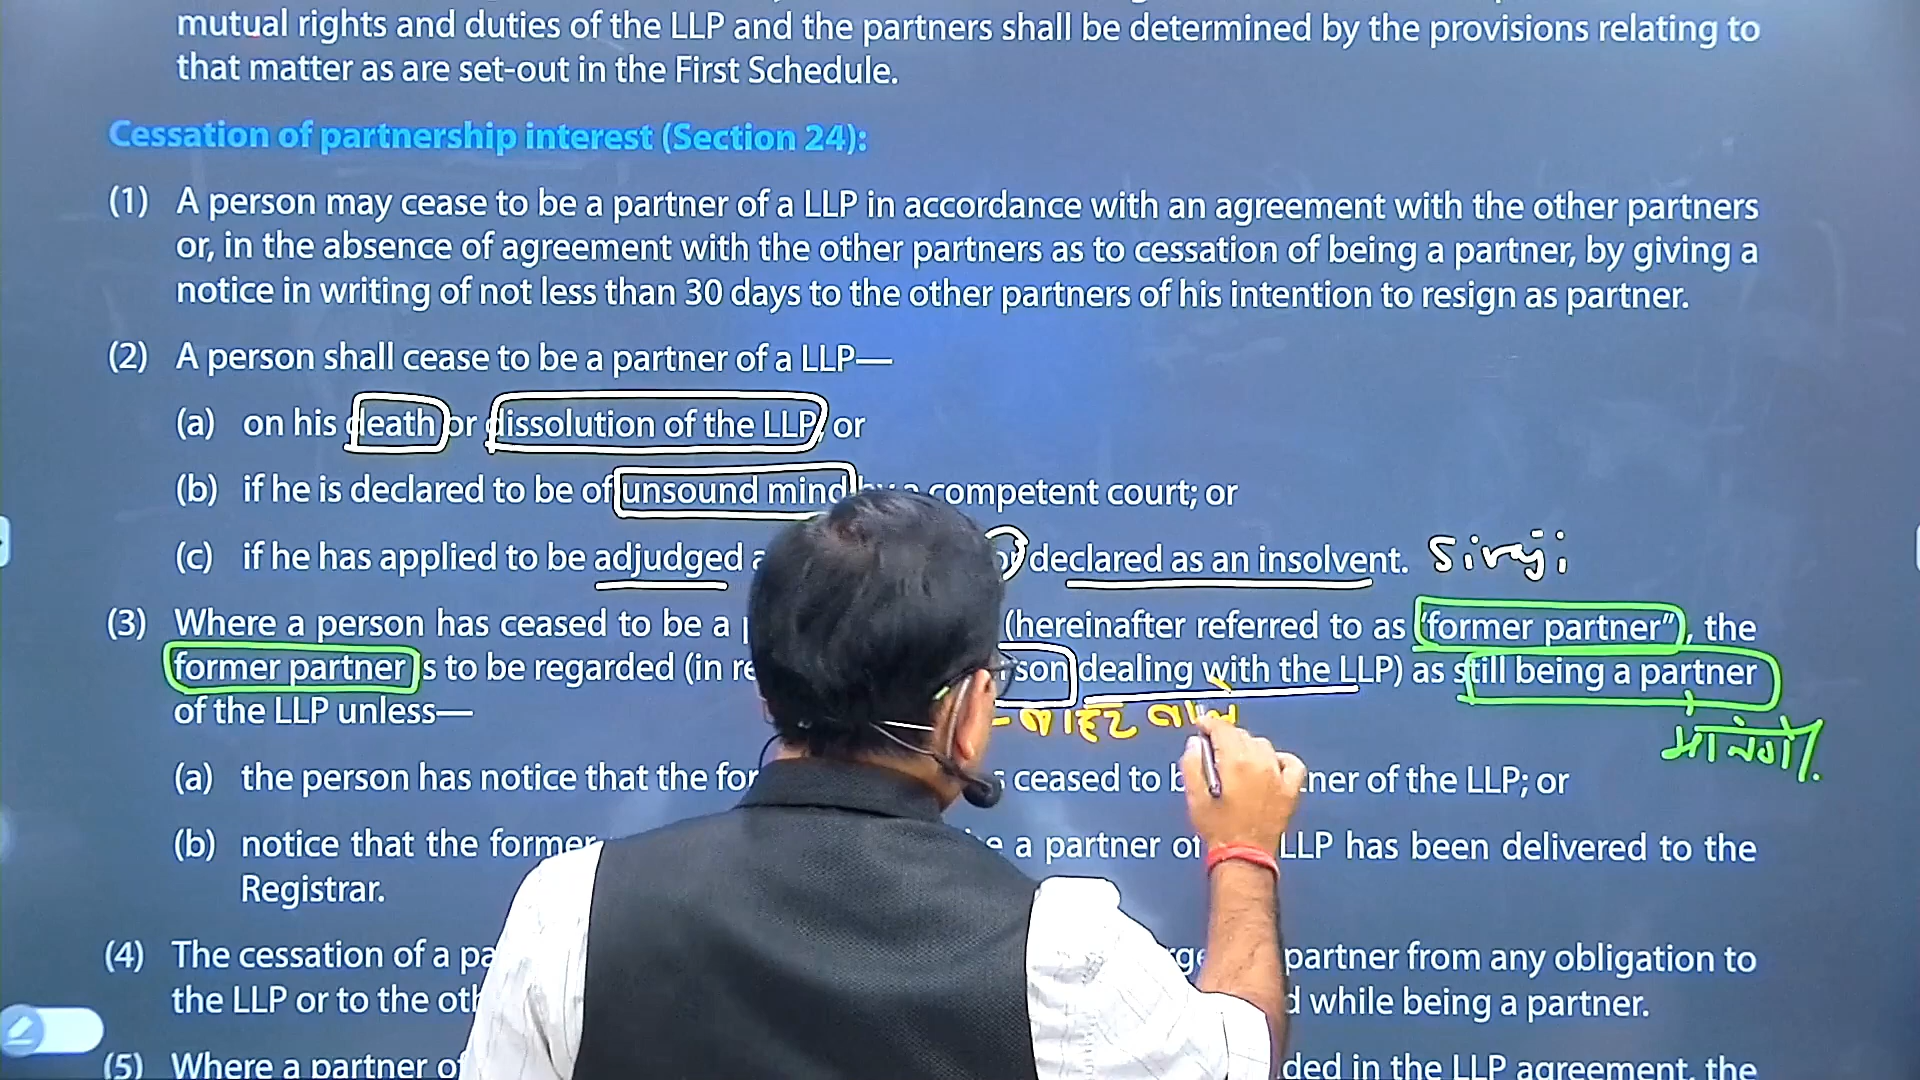 mutual rights and duties of the LLP and the partners shall be determined by the provisions relating to
that matter as are set-out in the First Schedule.
Cessation of partnership interest (Section 24):
(1) A person may cease to be a partner of a LLP in accordance with an agreement with the other partners
or, in the absence of agreement with the other partners as to cessation of being a partner, by giving a
notice in writing of not less than 30 days to the other partners of his intention to resign as partner.
(2) A person shall cease to be a partner of a LLP—
(a) on his death or dissolution of the LLP, or
(b) if he is declared to be of unsound mind by a competent court; or
(c) if he has applied to be adjudged or declared as an insolvent. Siraji
(3) Where a person has ceased to be a (hereinafter referred to as "former partner"), the
former partner is to be regarded (in dealing with the LLP) as still being a partner
of the LLP unless—
बाहर
मानेंगे
(a) the person has notice that the ceased to of the LLP; or
(b) notice that the former a partner of LLP has been delivered to the
Registrar.
(4) The cessation of a partner from any obligation to
the LLP or to the while being a partner.
(5) Where a partner in the LLP agreement, the